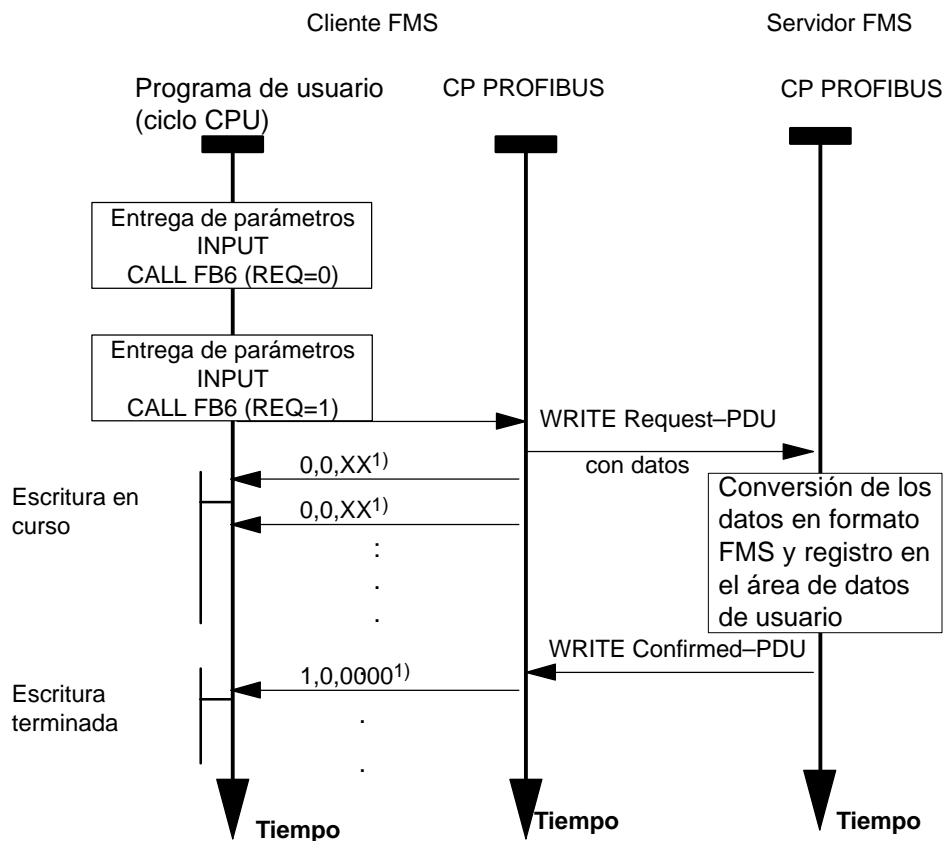 Cliente FMS
Servidor FMS
Programa de usuario
(ciclo CPU)
CP PROFIBUS
CP PROFIBUS
Entrega de parámetros
INPUT
CALL FB6 (REQ=0)
Entrega de parámetros
INPUT
CALL FB6 (REQ=1)
WRITE Request–PDU
con datos
0,0,XX1)
Escritura en
curso
0,0,XX1)
:
.
.
Conversión de los
datos en formato
FMS y registro en
el área de datos
de usuario
WRITE Confirmed–PDU
1,0,00001)
Escritura
terminada
.
.
Tiempo
Tiempo
Tiempo